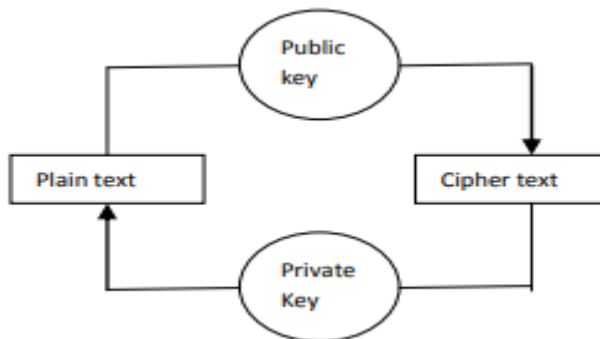 Public
key
Plain text
Cipher text
Private
Key